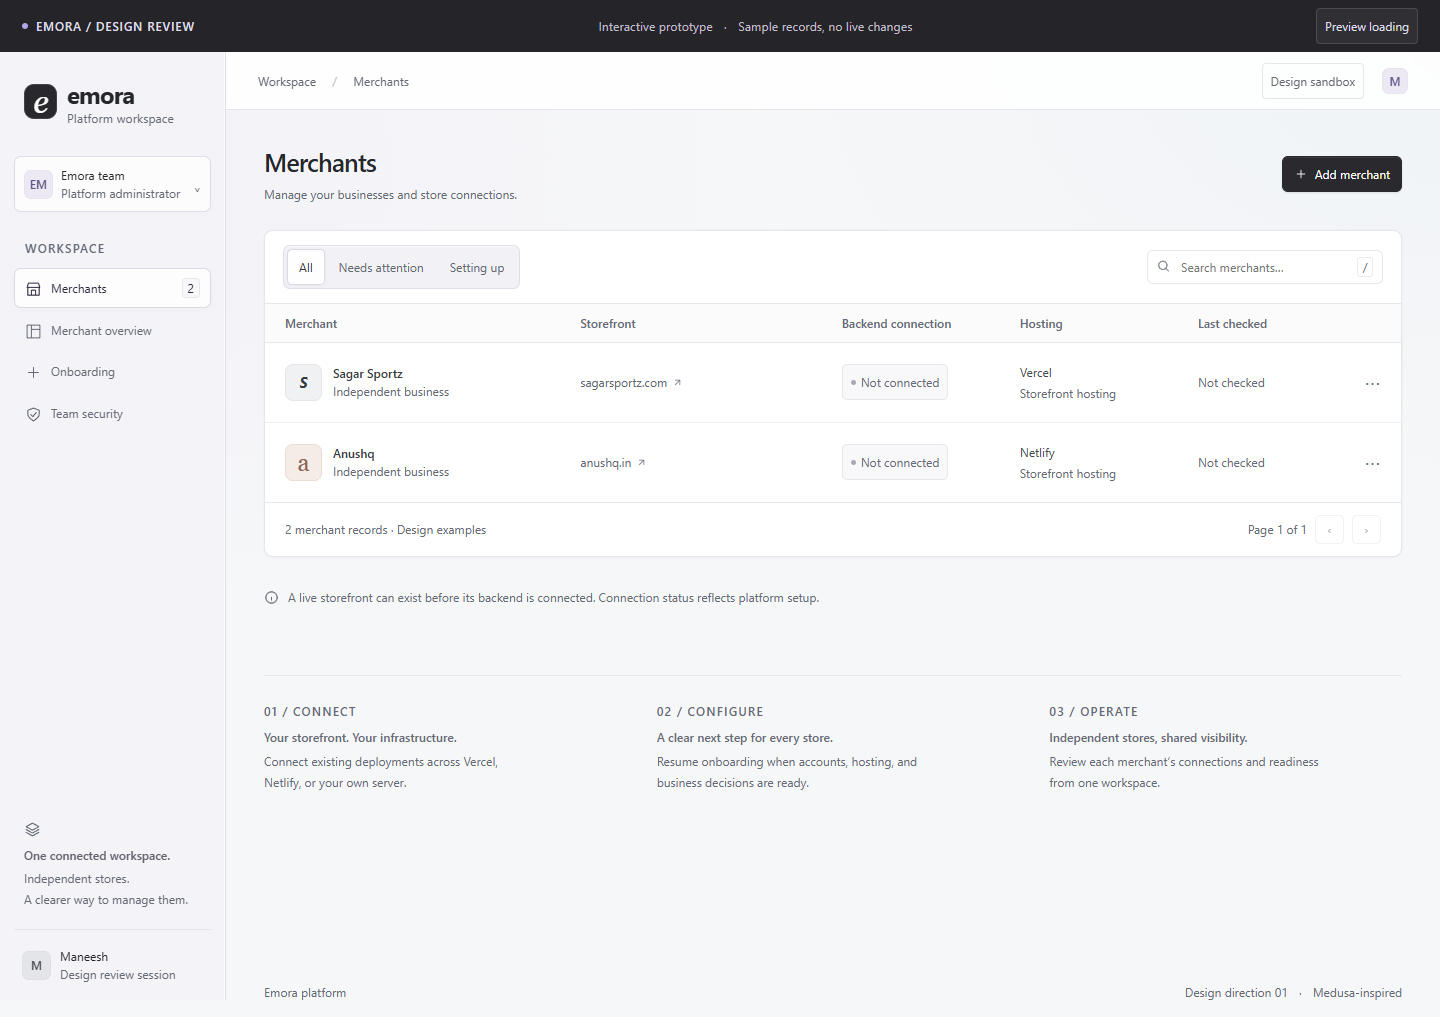 EMORA / DESIGN REVIEW
Interactive prototype · Sample records, no live changes
Preview loading
e
emora
Platform workspace
EM
Emora team
Platform administrator
WORKSPACE
Merchants 2
Merchant overview
Onboarding
Team security
One connected workspace.
Independent stores.
A clearer way to manage them.
M
Maneesh
Design review session
Workspace / Merchants
Design sandbox
M
Merchants
Manage your businesses and store connections.
+ Add merchant
All Needs attention Setting up
Search merchants... /
Merchant Storefront Backend connection Hosting Last checked
S
Sagar Sportz
Independent business
sagarsportz.com ↗
Not connected
Vercel
Storefront hosting
Not checked
...
a
Anushq
Independent business
anushq.in ↗
Not connected
Netlify
Storefront hosting
Not checked
...
2 merchant records · Design examples
Page 1 of 1 ‹ ›
A live storefront can exist before its backend is connected. Connection status reflects platform setup.
01 / CONNECT
Your storefront. Your infrastructure.
Connect existing deployments across Vercel,
Netlify, or your own server.
02 / CONFIGURE
A clear next step for every store.
Resume onboarding when accounts, hosting, and
business decisions are ready.
03 / OPERATE
Independent stores, shared visibility.
Review each merchant's connections and readiness
from one workspace.
Emora platform
Design direction 01 · Medusa-inspired